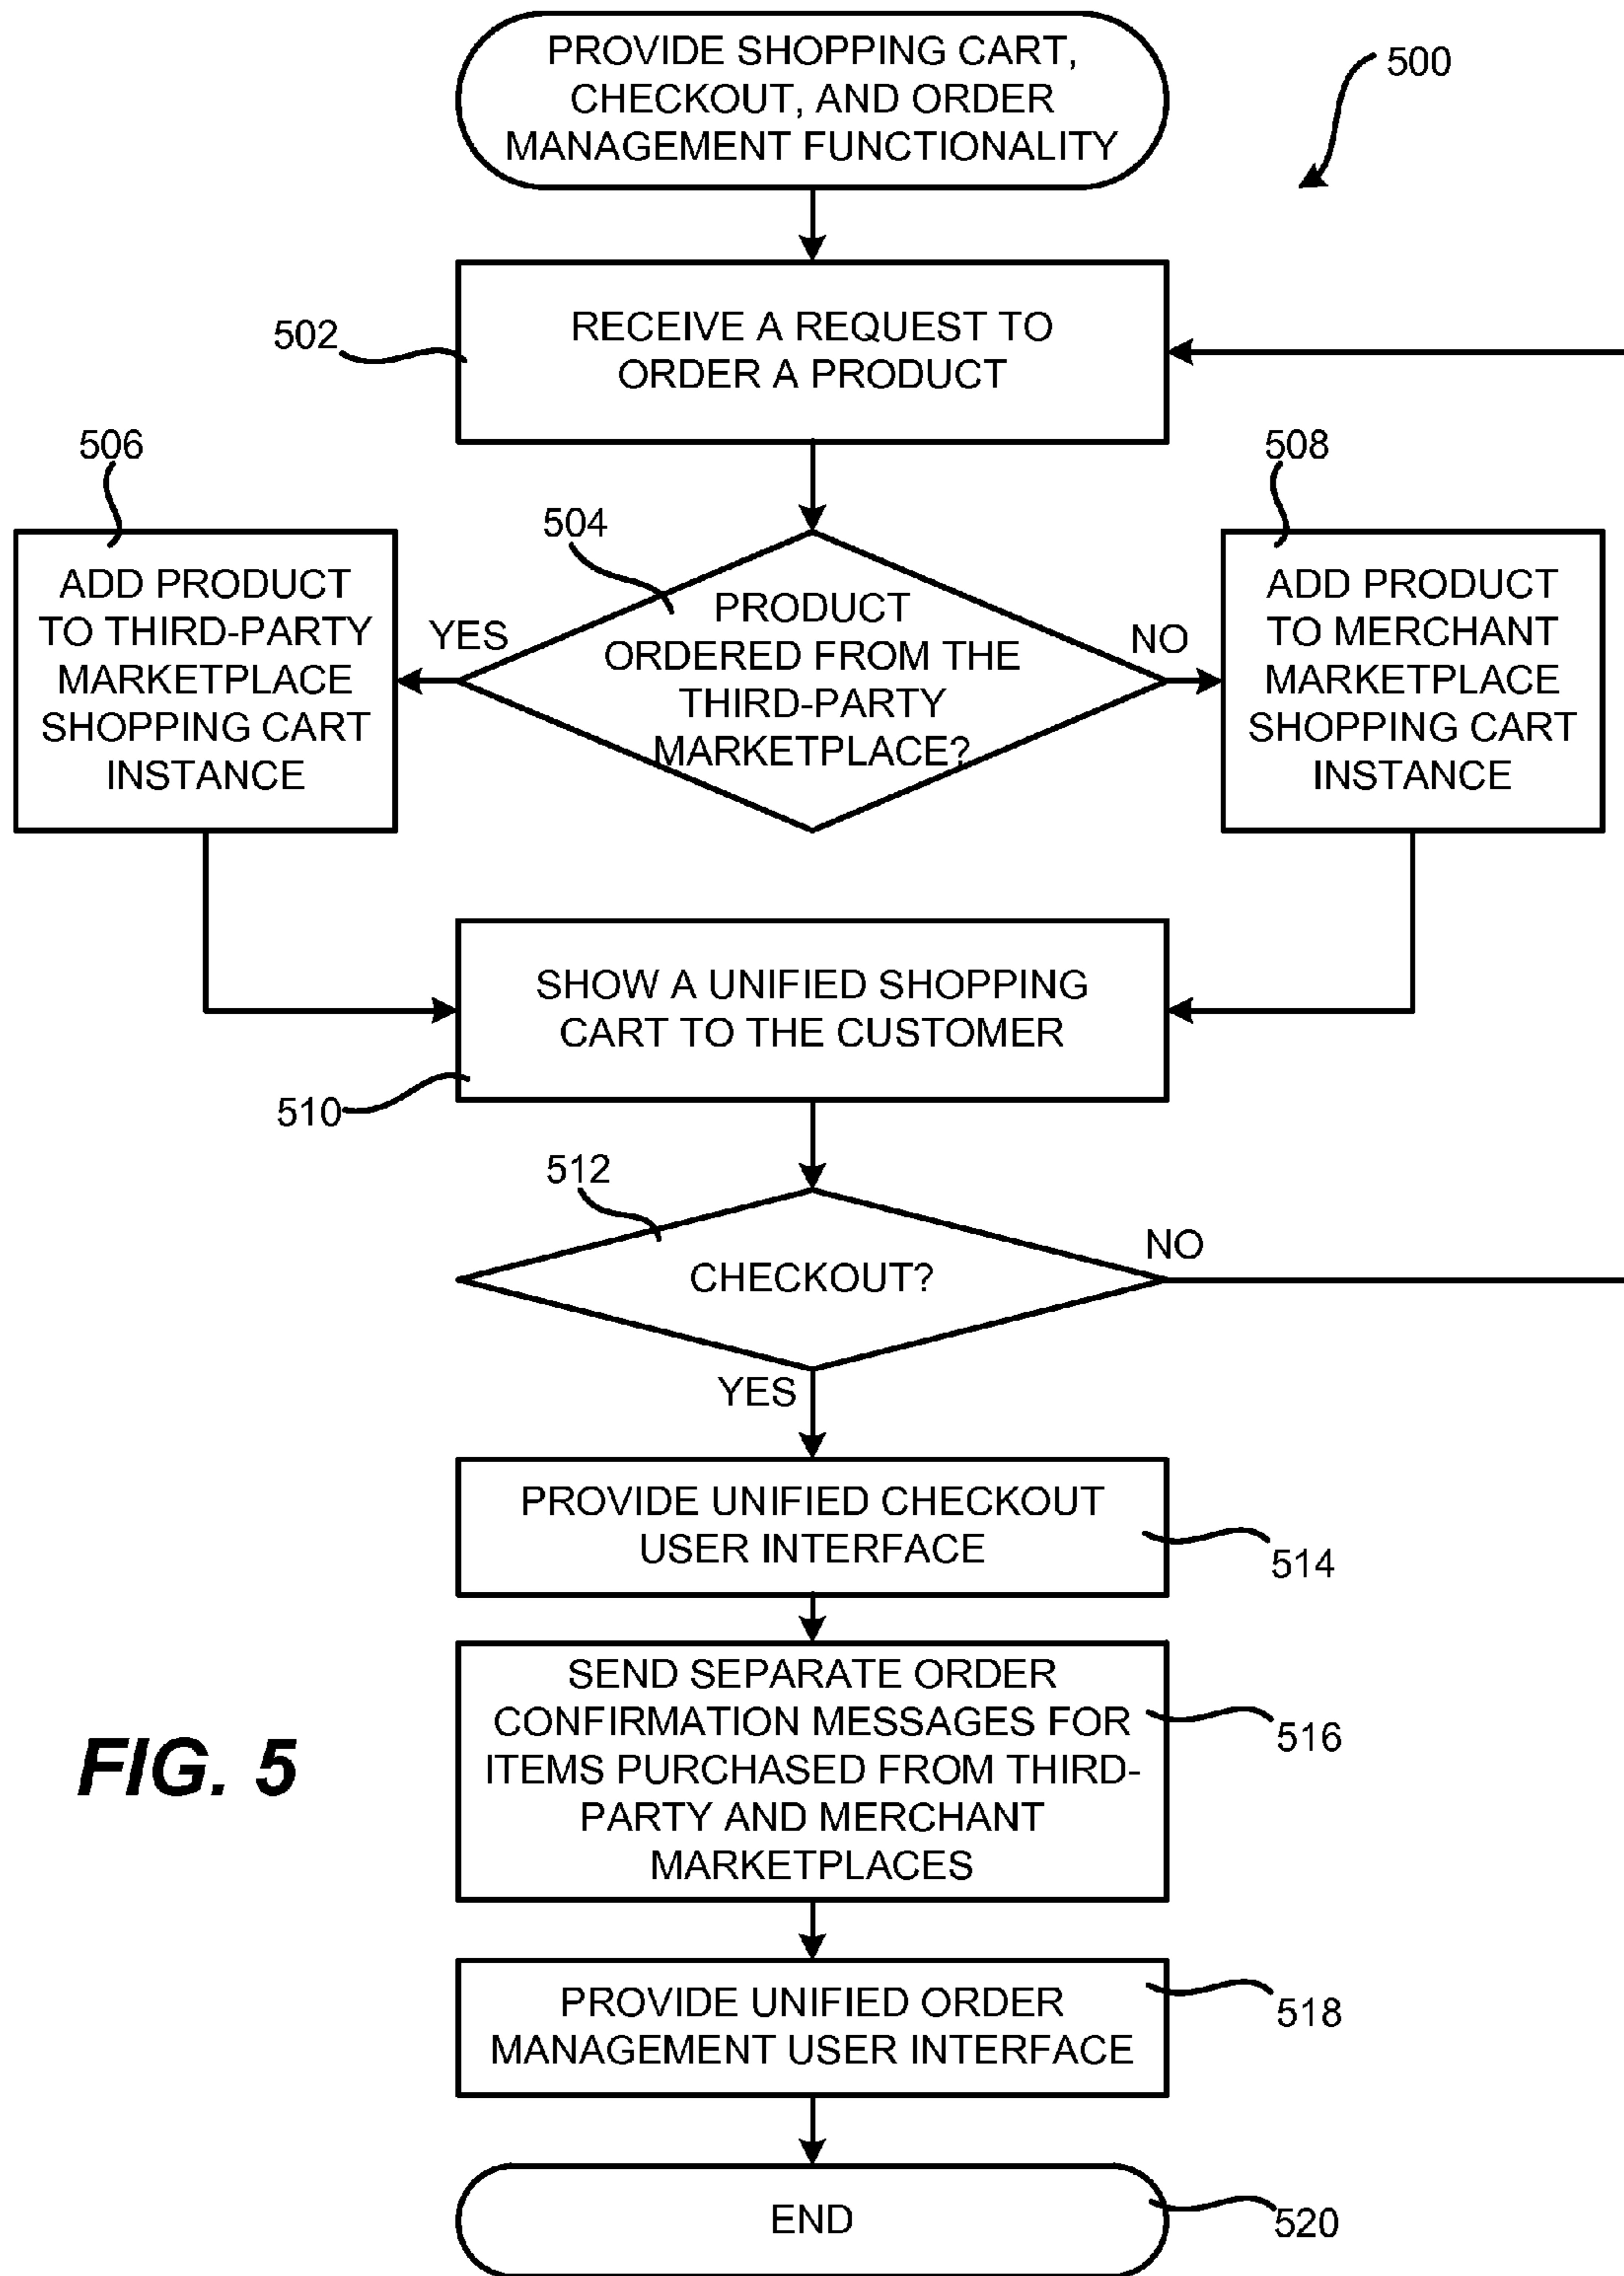 PROVIDE SHOPPING CART,
CHECKOUT, AND ORDER
MANAGEMENT FUNCTIONALITY
500
502
RECEIVE A REQUEST TO
ORDER A PRODUCT
506
ADD PRODUCT
TO THIRD-PARTY
MARKETPLACE
SHOPPING CART
INSTANCE
YES
504
PRODUCT
ORDERED FROM THE
THIRD-PARTY
MARKETPLACE?
NO
508
ADD PRODUCT
TO MERCHANT
MARKETPLACE
SHOPPING CART
INSTANCE
SHOW A UNIFIED SHOPPING
CART TO THE CUSTOMER
510
512
CHECKOUT?
NO
YES
PROVIDE UNIFIED CHECKOUT
USER INTERFACE
514
SEND SEPARATE ORDER
CONFIRMATION MESSAGES FOR
ITEMS PURCHASED FROM THIRD-
PARTY AND MERCHANT
MARKETPLACES
516
FIG. 5
PROVIDE UNIFIED ORDER
MANAGEMENT USER INTERFACE
518
END
520